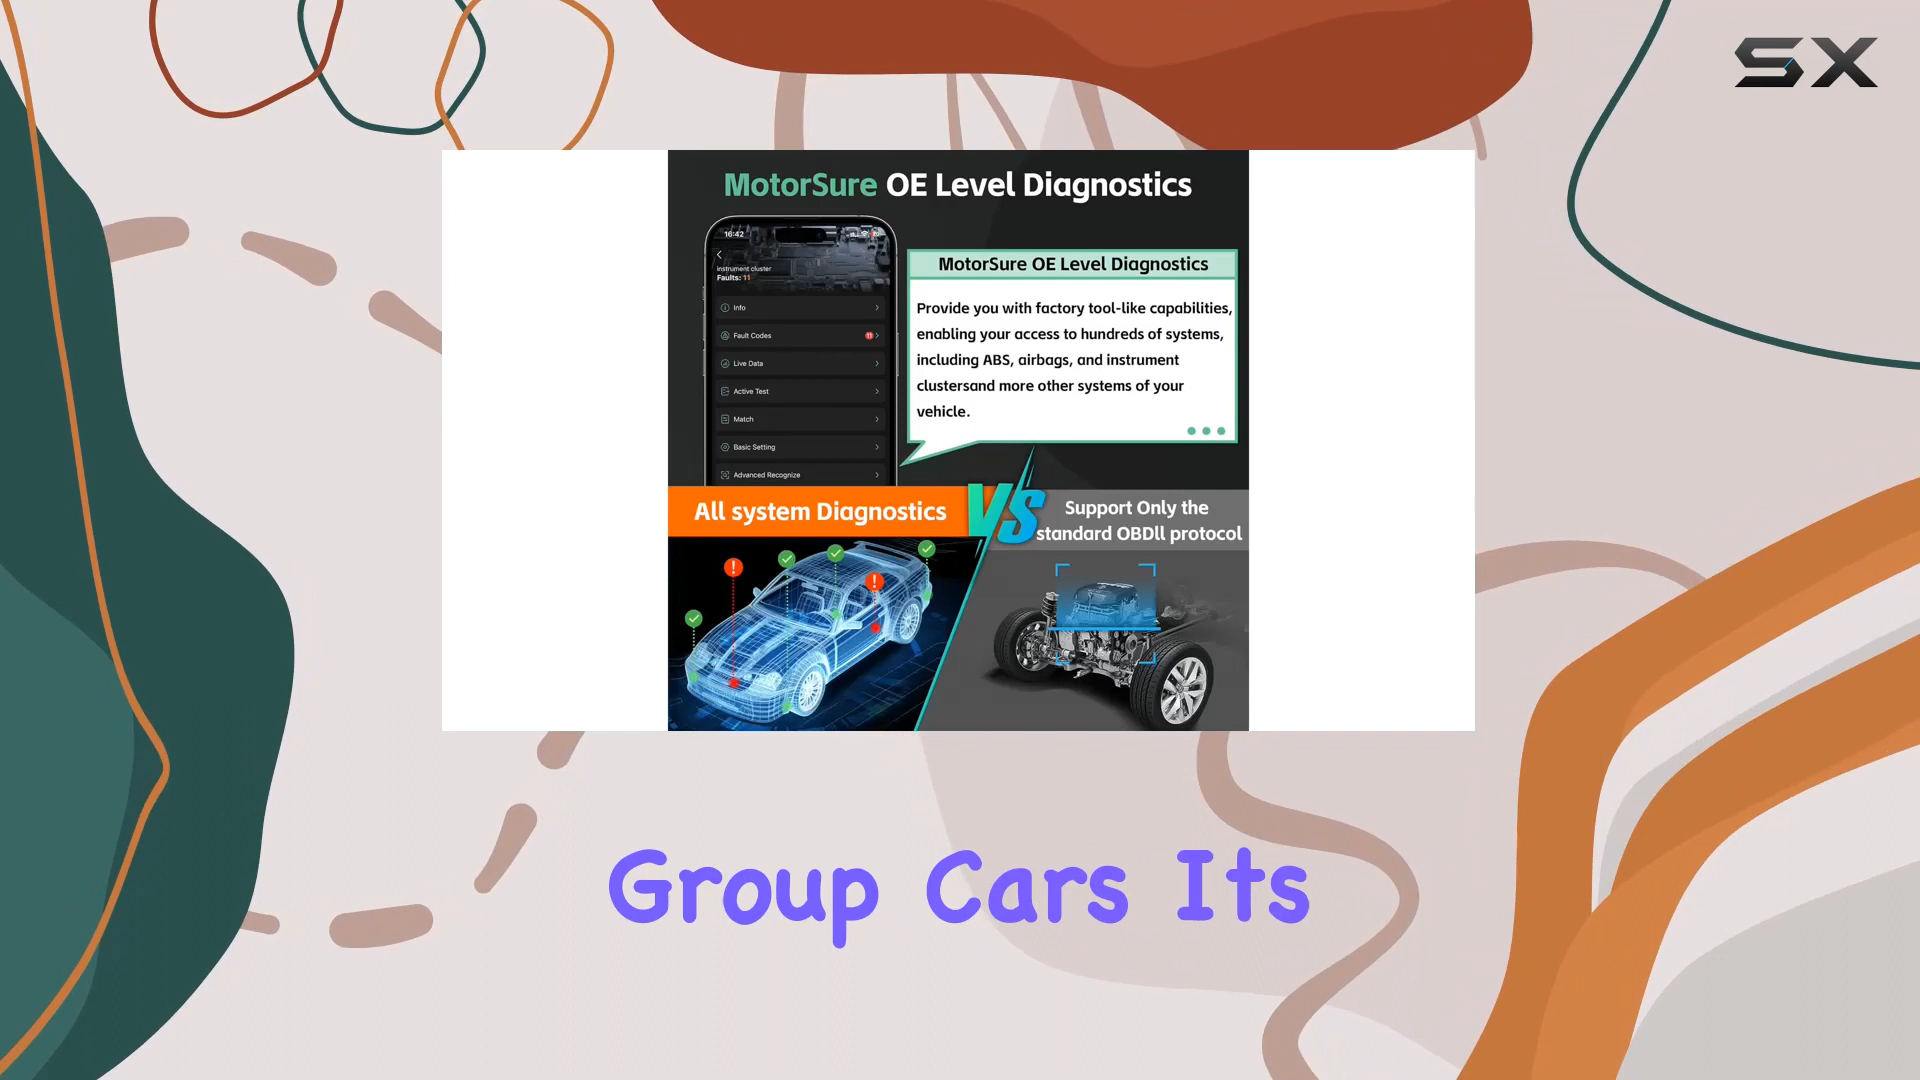 SX
MotorSure OE Level Diagnostics
16:42
instrument cluster
Faults: 11
Info
Fault Codes 11
Live Data
Active Test
Match
Basic Setting
Advanced Recognize
MotorSure OE Level Diagnostics
Provide you with factory tool-like capabilities,
enabling your access to hundreds of systems,
including ABS, airbags, and instrument
clustersand more other systems of your
vehicle.
All system Diagnostics
VS
Support Only the
standard OBDll protocol
Group Cars Its